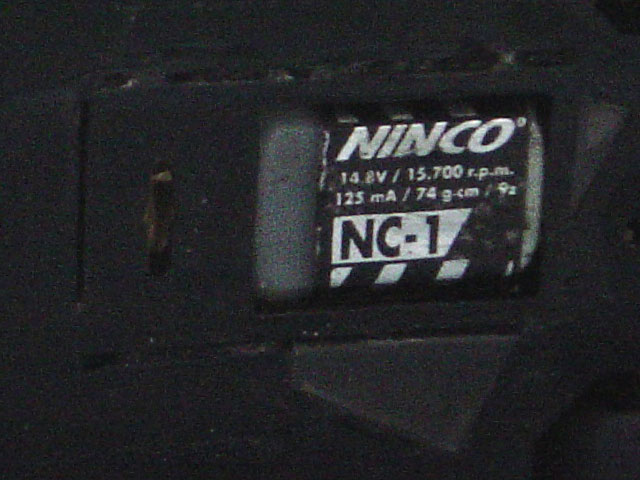 NINCO®
14.8V / 15.700 r.p.m.
125 mA / 74 g·cm / 9z
NC-1